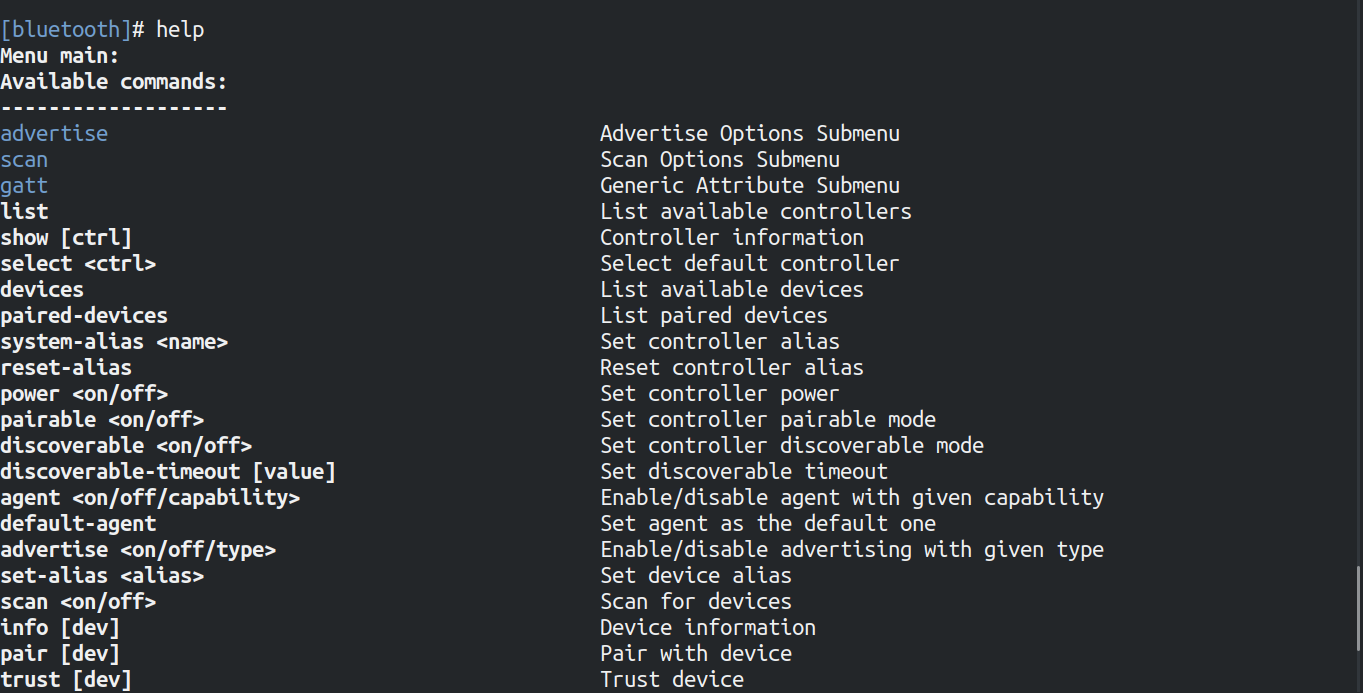 [bluetooth]# help
Menu main:
Available commands:
-------------------
advertise Advertise Options Submenu
scan Scan Options Submenu
gatt Generic Attribute Submenu
list List available controllers
show [ctrl] Controller information
select <ctrl> Select default controller
devices List available devices
paired-devices List paired devices
system-alias <name> Set controller alias
reset-alias Reset controller alias
power <on/off> Set controller power
pairable <on/off> Set controller pairable mode
discoverable <on/off> Set controller discoverable mode
discoverable-timeout [value] Set discoverable timeout
agent <on/off/capability> Enable/disable agent with given capability
default-agent Set agent as the default one
advertise <on/off/type> Enable/disable advertising with given type
set-alias <alias> Set device alias
scan <on/off> Scan for devices
info [dev] Device information
pair [dev] Pair with device
trust [dev] Trust device